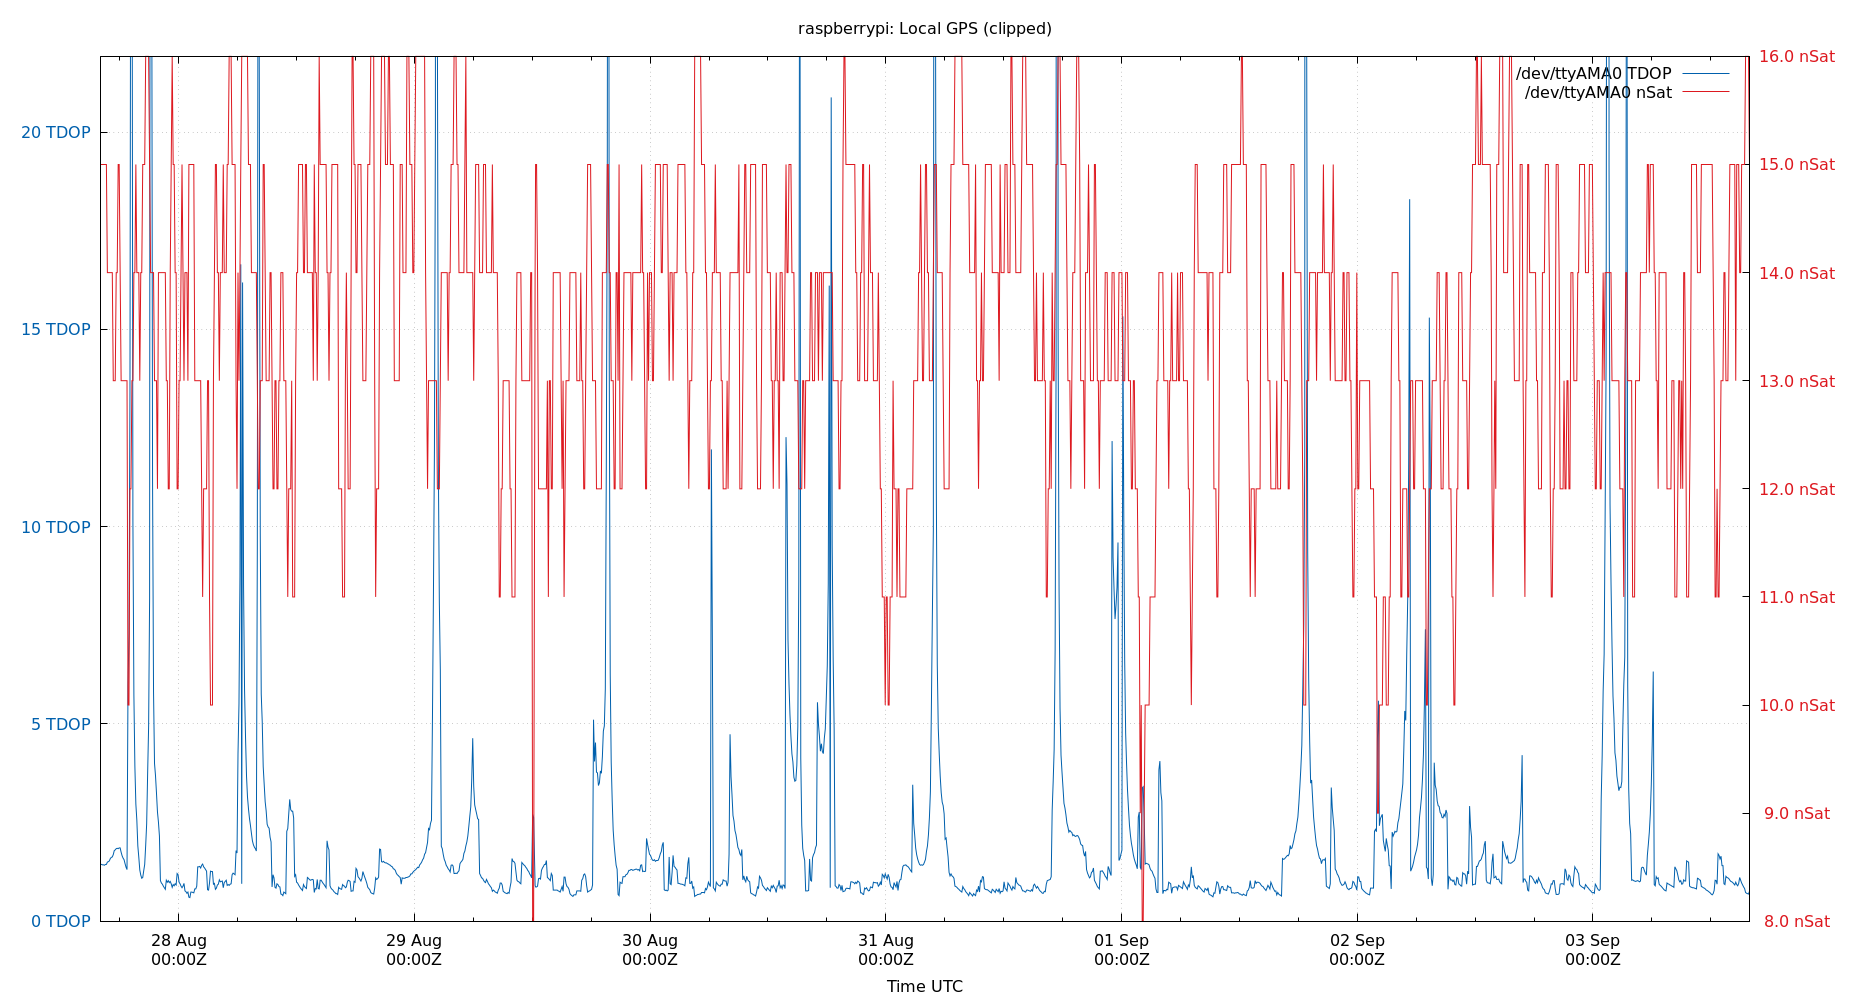 raspberrypi: Local GPS (clipped)
16.0 nSat
/dev/ttyAMA0 TDOP
/dev/ttyAMA0 nSat
20 TDOP
15.0 nSat
14.0 nSat
15 TDOP
13.0 nSat
12.0 nSat
10 TDOP
11.0 nSat
10.0 nSat
5 TDOP
9.0 nSat
0 TDOP
8.0 nSat
28 Aug
00:00Z
29 Aug
00:00Z
30 Aug
00:00Z
31 Aug
00:00Z
01 Sep
00:00Z
02 Sep
00:00Z
03 Sep
00:00Z
Time UTC